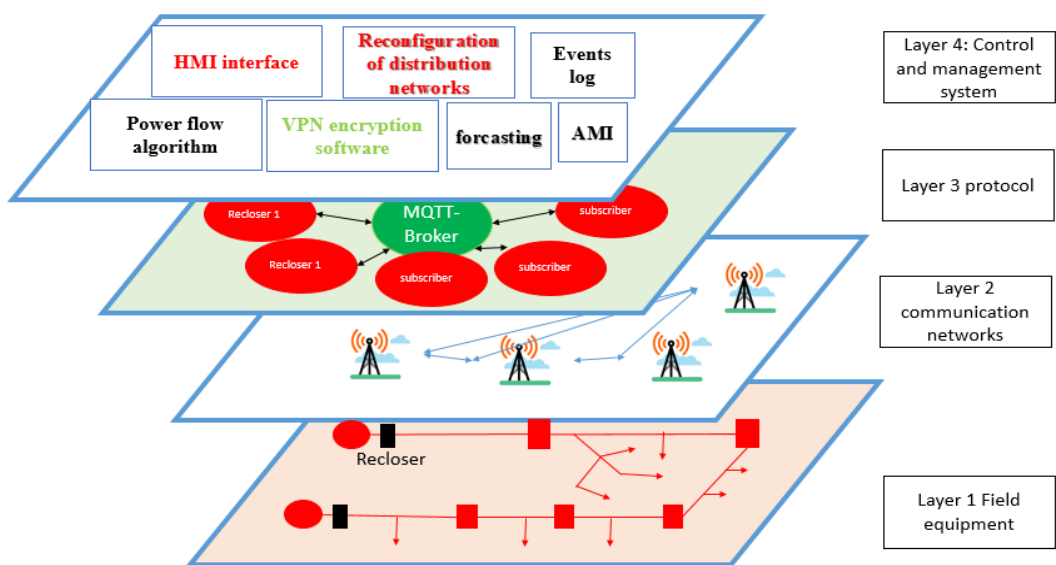 HMI interface
Reconfiguration
of distribution
networks
Events
log
Layer 4: Control
and management
system
Power flow
algorithm
VPN encryption
software
forcasting
AMI
Layer 3 protocol
Recloser 1
MQTT-
Broker
subscriber
Recloser 1
subscriber
subscriber
Layer 2
communication
networks
Recloser
Layer 1 Field
equipment